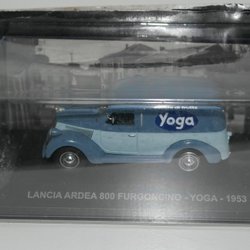 Yoga
LANCIA ARDEA 800 FURGONCINO - YOGA - 1953